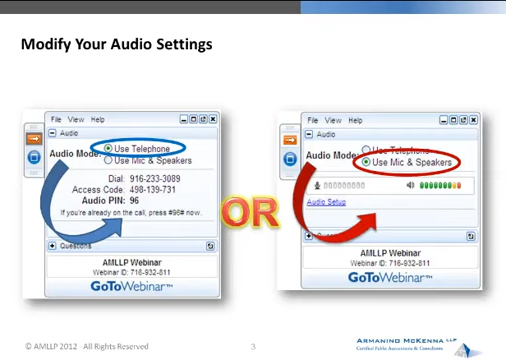 Modify Your Audio Settings
File View Help
Audio
Audio Mode: Use Telephone
Use Mic & Speakers
Dial: 916-233-3089
Access Code: 498-139-731
Audio PIN: 96
If you're already on the call, press #96# now.
Questions
AMLLP Webinar
Webinar ID: 716-932-811
GoToWebinar™
OR
File View Help
Audio
Audio Mode: Use Telephone
Use Mic & Speakers
Audio Setup
AMLLP Webinar
Webinar ID: 716-932-811
GoToWebinar™
© AMLLP 2012 All Rights Reserved
3
ARMANINO MCKENNA LLP
Certified Public Accountants & Consultants